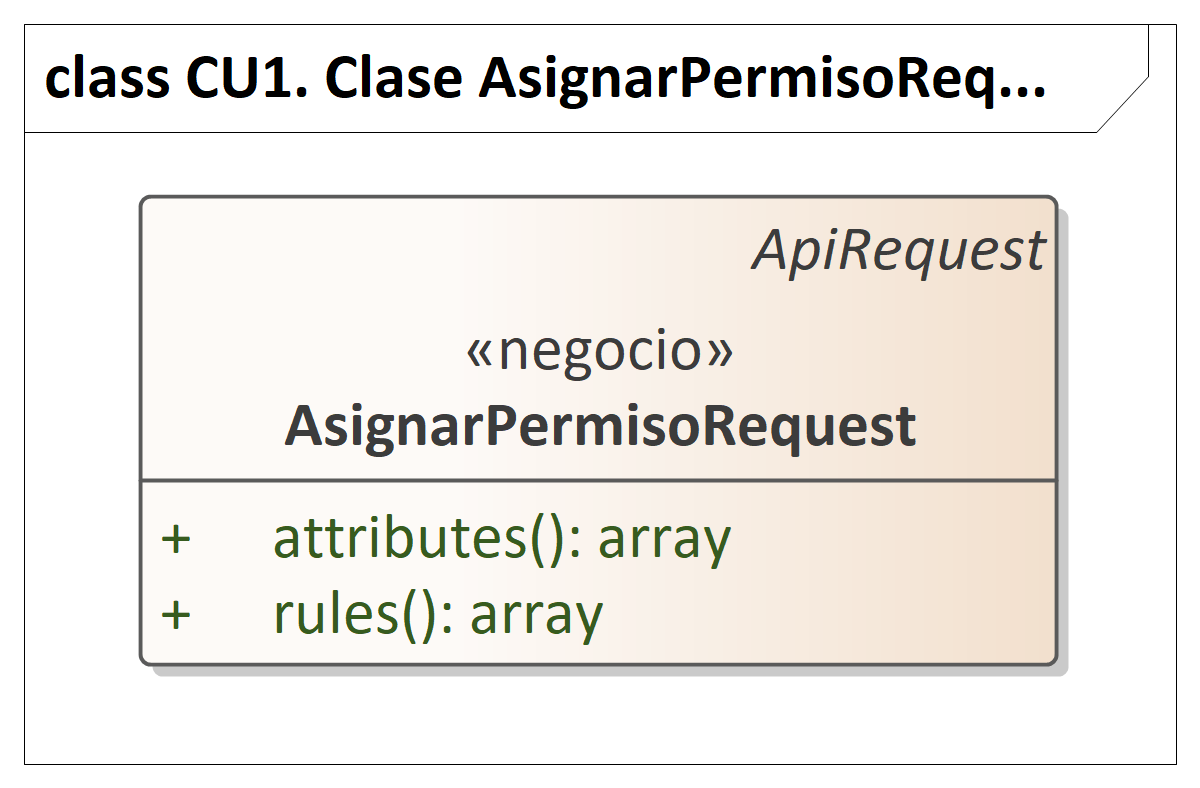 class CU1. Clase AsignarPermisoReq...
ApiRequest
«negocio»
AsignarPermisoRequest
+ attributes(): array
+ rules(): array